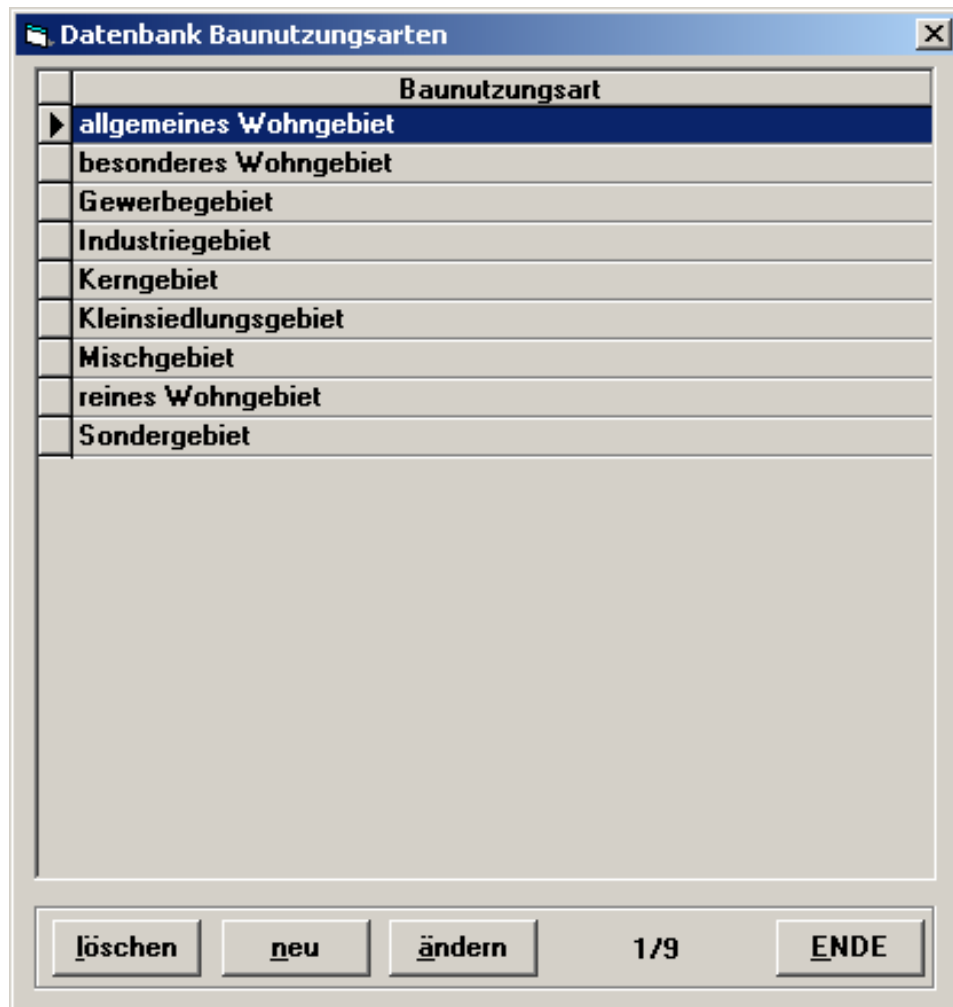 Datenbank Baunutzungsarten
Baunutzungsart
allgemeines Wohngebiet
besonderes Wohngebiet
Gewerbegebiet
Industriegebiet
Kerngebiet
Kleinsiedlungsgebiet
Mischgebiet
reines Wohngebiet
Sondergebiet
löschen neu ändern 1/9 ENDE